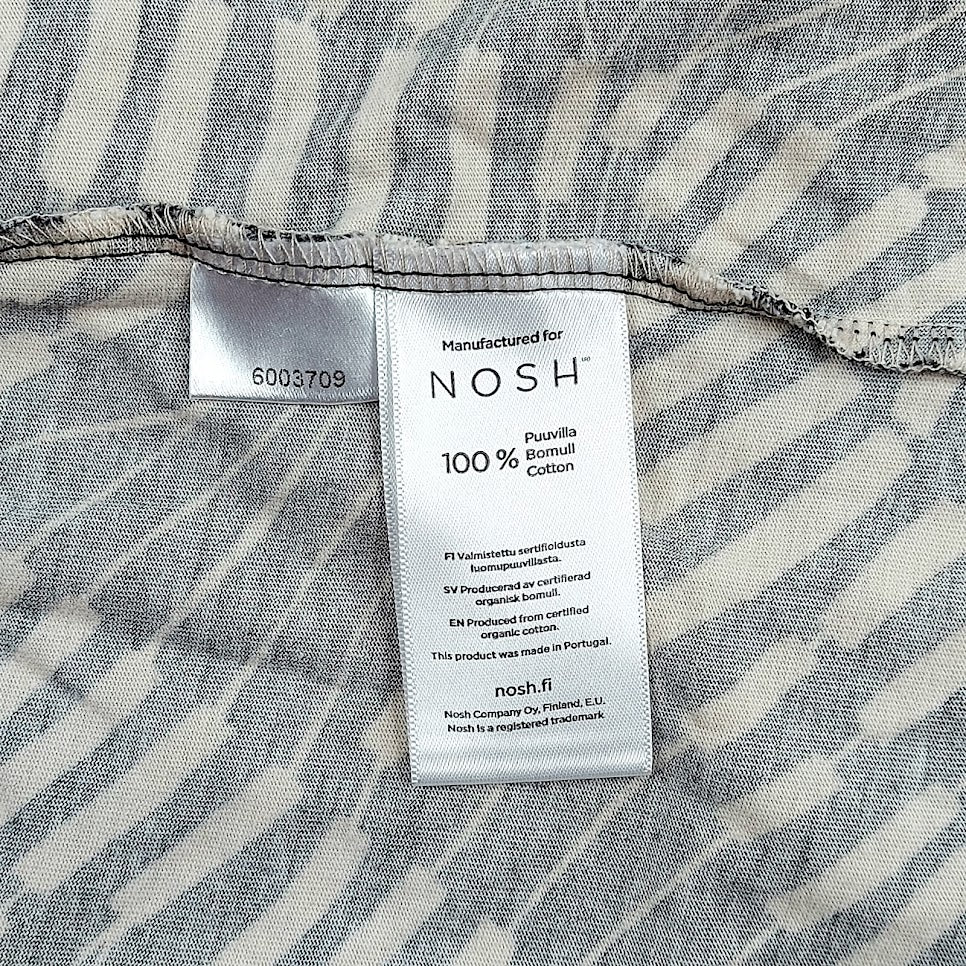 6003709
Manufactured for
NOSH
100 % Puuvilla
Bomull
Cotton
FI Valmistettu sertifioidusta
luomupuuvillasta.
SV Producerad av certifierad
organisk bomull.
EN Produced from certified
organic cotton.
This product was made in Portugal.
nosh.fi
Nosh Company Oy, Finland, E.U.
Nosh is a registered trademark